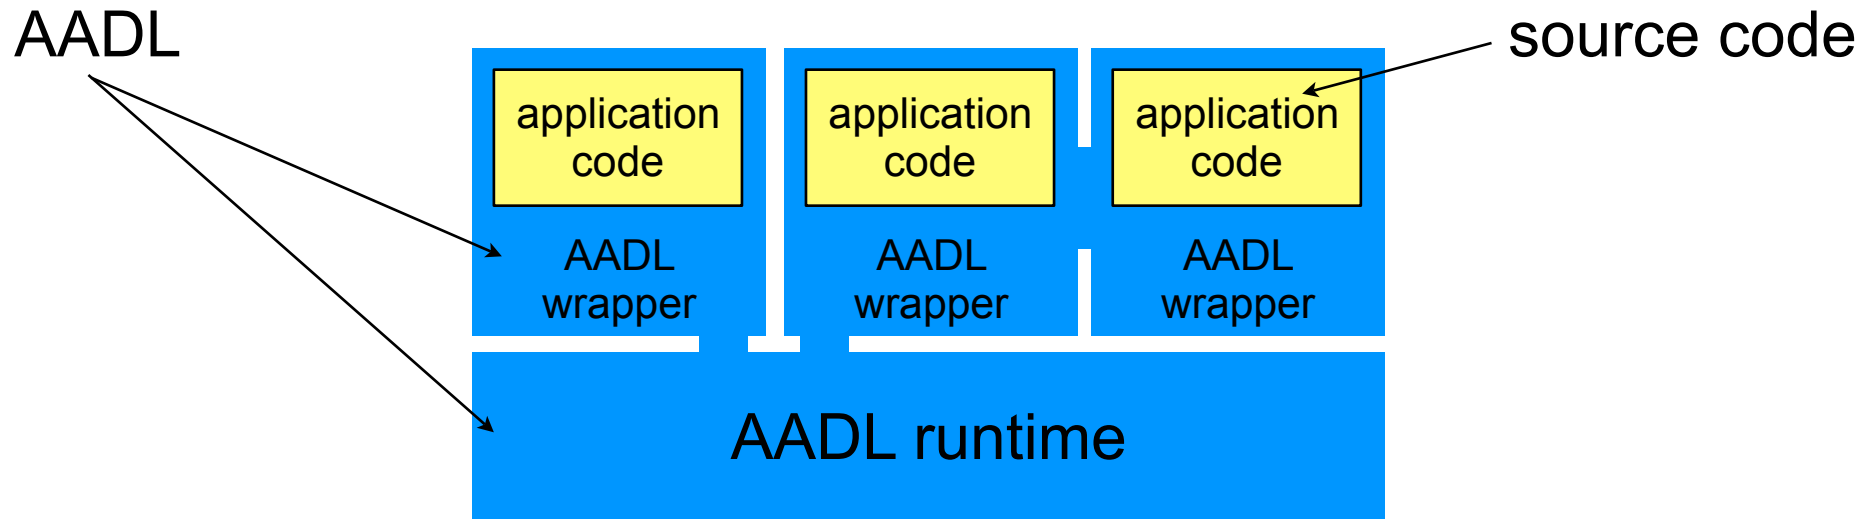 AADL
source code
application
code
application
code
application
code
AADL
wrapper
AADL
wrapper
AADL
wrapper
AADL runtime